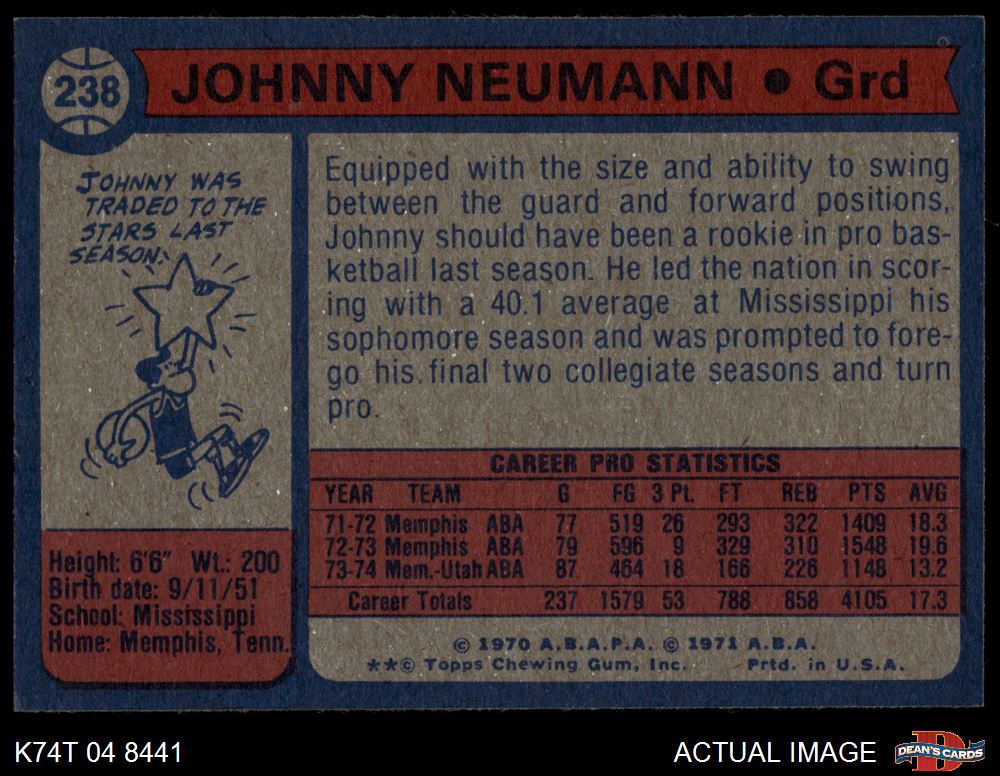 238
JOHNNY NEUMANN • Grd
JOHNNY WAS
TRADED TO THE
STARS LAST
SEASON.
Height: 6'6" Wt.: 200
Birth date: 9/11/51
School: Mississippi
Home: Memphis, Tenn.
Equipped with the size and ability to swing
between the guard and forward positions,
Johnny should have been a rookie in pro bas-
ketball last season. He led the nation in scor-
ing with a 40.1 average at Mississippi his
sophomore season and was prompted to fore-
go his final two collegiate seasons and turn
pro.
CAREER PRO STATISTICS
YEAR TEAM G FG 3 Pt. FT REB PTS AVG
71-72 Memphis ABA 77 519 26 293 322 1409 18.3
72-73 Memphis ABA 79 596 9 329 310 1548 19.6
73-74 Mem.-Utah ABA 87 464 18 166 226 1148 13.2
Career Totals 237 1579 53 788 858 4105 17.3
© 1970 A.B.A.P.A. © 1971 A.B.A.
**© Topps Chewing Gum, Inc. Prtd. in U.S.A.
K74T 04 8441
ACTUAL IMAGE
DEAN'S CARDS